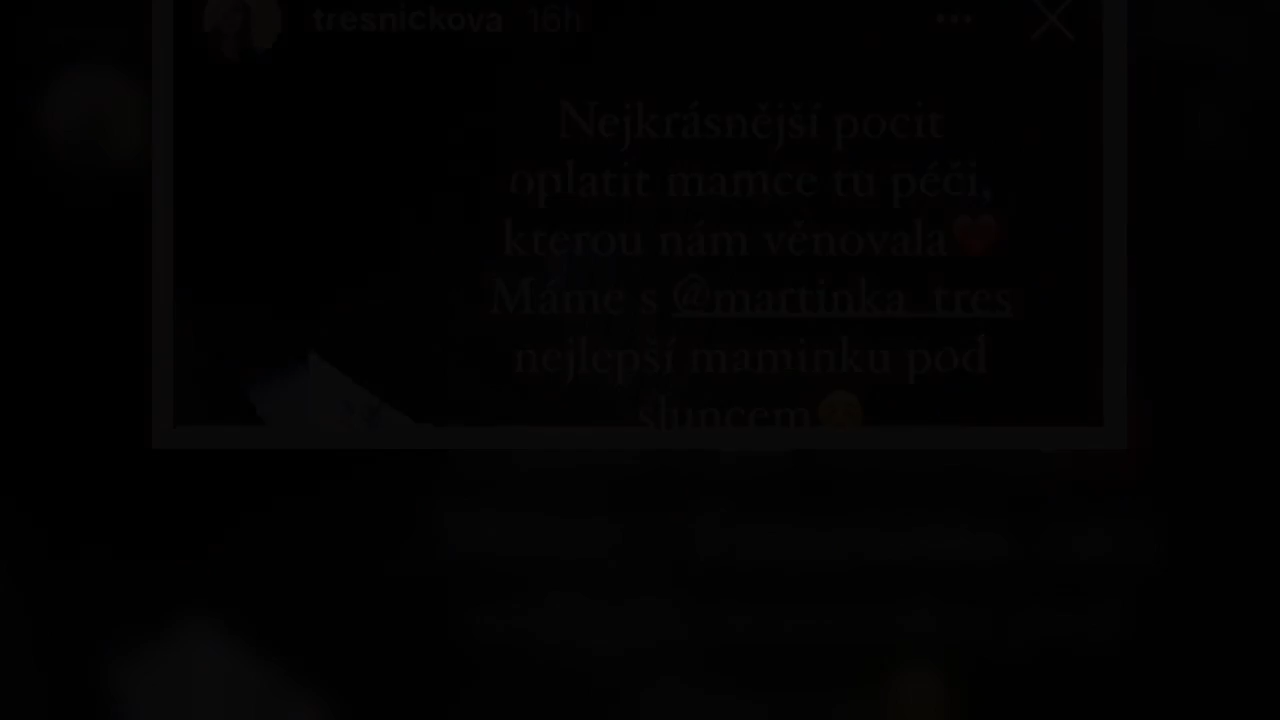 tresnickova 16h
Nejkrásnější pocit
oplatit mamce tu péči,
kterou nám věnovala
Máme s @martinka_tres
nejlepší maminku pod
sluncem